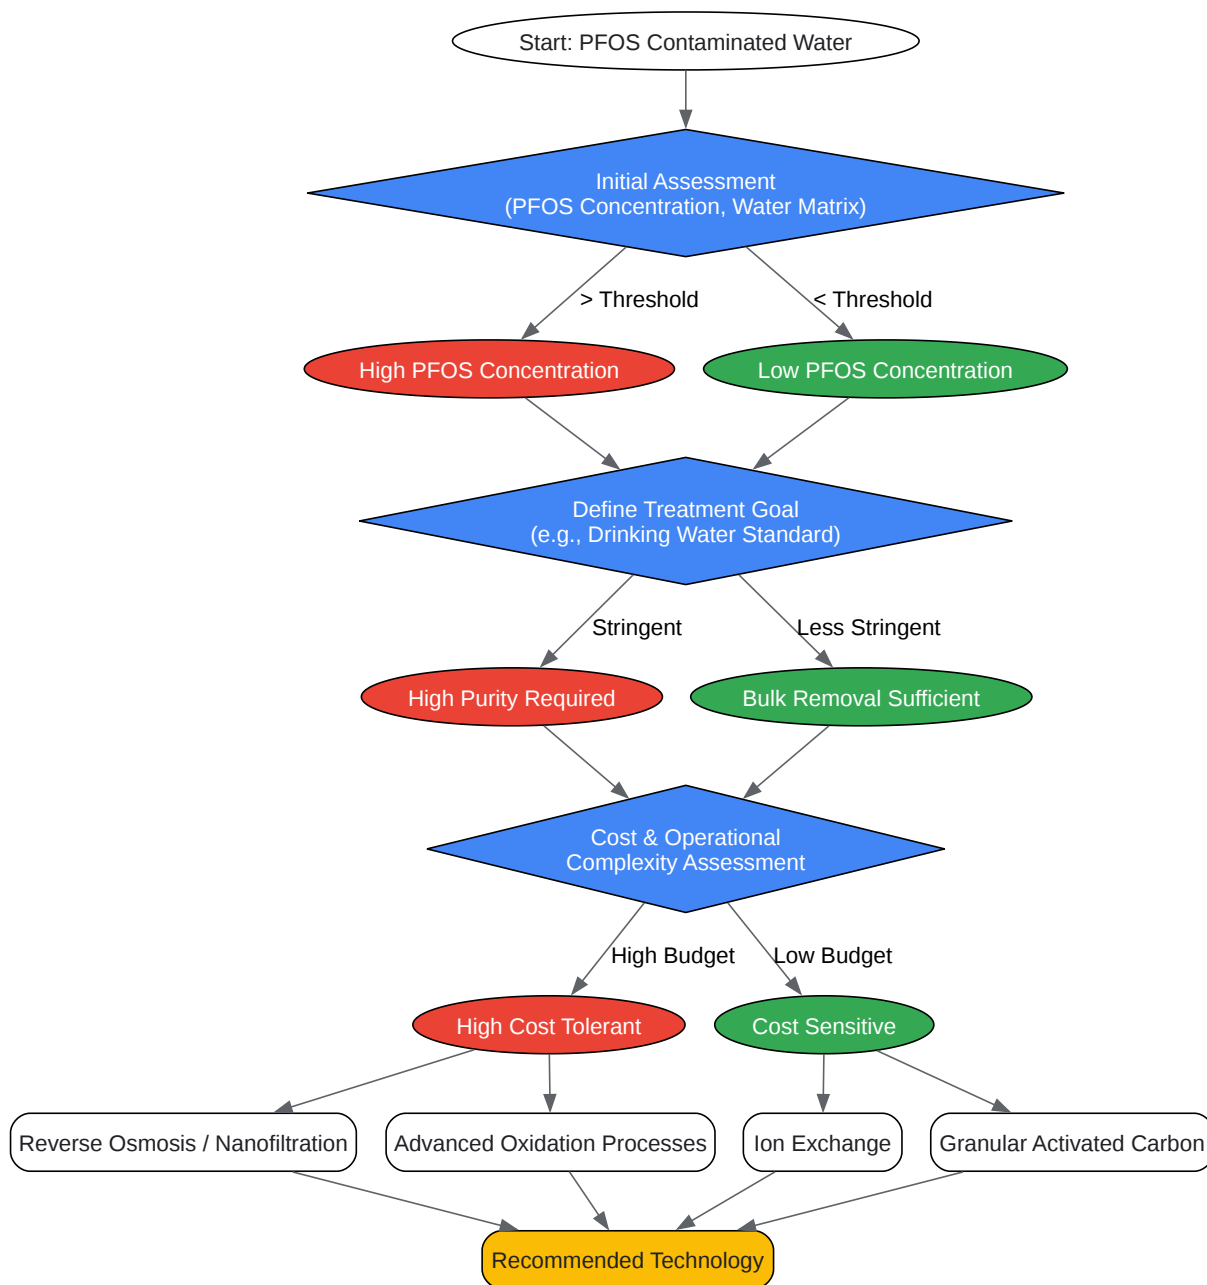 Start: PFOS Contaminated Water
Initial Assessment
(PFOS Concentration, Water Matrix)
> Threshold
< Threshold
High PFOS Concentration
Low PFOS Concentration
Define Treatment Goal
(e.g., Drinking Water Standard)
Stringent
Less Stringent
High Purity Required
Bulk Removal Sufficient
Cost & Operational
Complexity Assessment
High Budget
Low Budget
High Cost Tolerant
Cost Sensitive
Reverse Osmosis / Nanofiltration
Advanced Oxidation Processes
Ion Exchange
Granular Activated Carbon
Recommended Technology